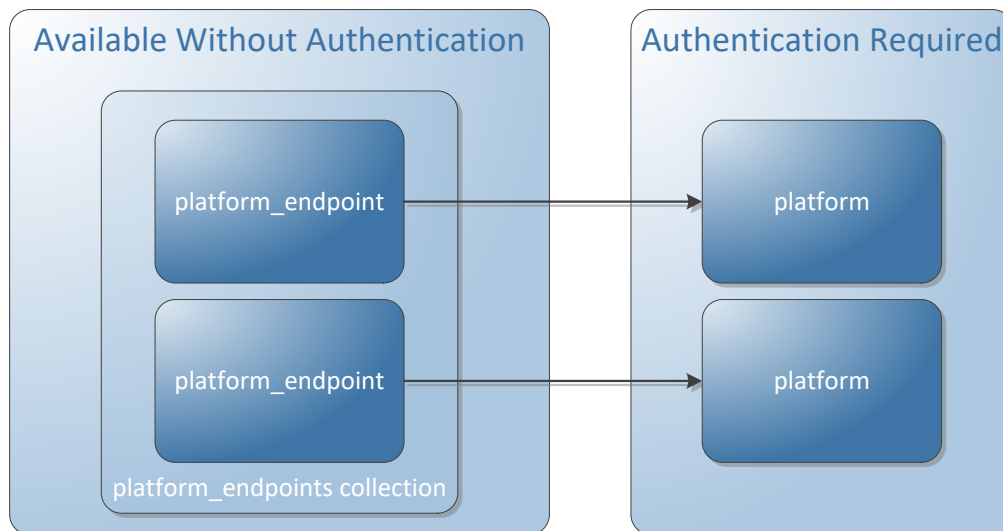 Available Without Authentication
platform_endpoint
platform_endpoint
platform_endpoints collection
Authentication Required
platform
platform